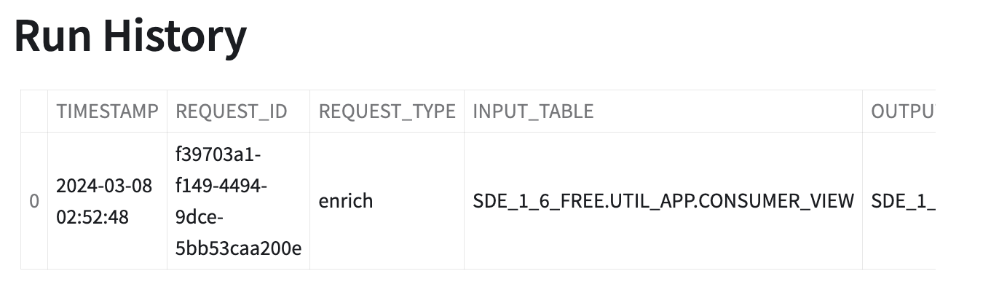 Run History
TIMESTAMP REQUEST_ID REQUEST_TYPE INPUT_TABLE OUTPU
f39703a1-
2024-03-08 f149-4494-
0 enrich SDE_1_6_FREE.UTIL_APP.CONSUMER_VIEW SDE_1_
02:52:48 9dce-
5bb53caa200e